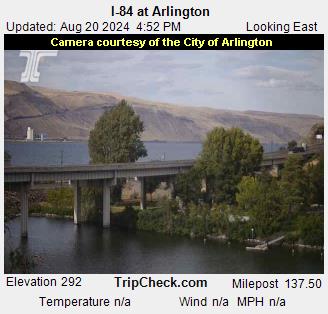 I-84 at Arlington
Updated: Aug 20 2024 4:52 PM Looking East
Camera courtesy of the City of Arlington
Elevation 292 TripCheck.com Milepost 137.50
Temperature n/a Wind n/a MPH n/a